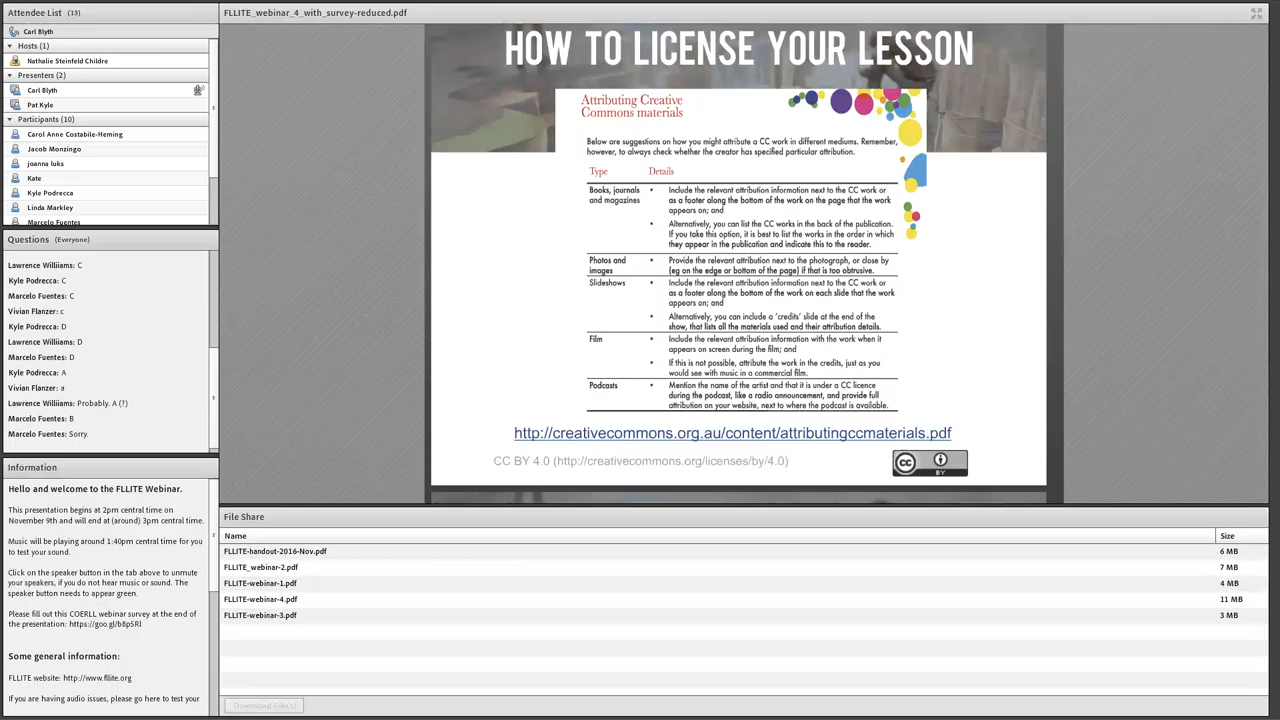 Attendee List (13)
Carl Blyth
Hosts (1)
Nathalie Steinfeld Childre
Presenters (2)
Carl Blyth
Pat Kyle
Participants (10)
Carol Anne Costabile-Heming
Jacob Monzingo
joanna luks
Kate
Kyle Podrecca
Linda Markley
Marcelo Fuentes
Questions (Everyone)
Lawrence Williiams: C
Kyle Podrecca: C
Marcelo Fuentes: C
Vivian Flanzer: c
Kyle Podrecca: D
Lawrence Williiams: D
Marcelo Fuentes: D
Kyle Podrecca: A
Vivian Flanzer: a
Lawrence Williiams: Probably. A (?)
Marcelo Fuentes: B
Marcelo Fuentes: Sorry.
Information
Hello and welcome to the FLLITE Webinar.
This presentation begins at 2pm central time on
November 9th and will end at (around) 3pm central time.
Music will be playing around 1:40pm central time for you
to test your sound.
Click on the speaker button in the tab above to unmute
your speakers, if you do not hear music or sound. The
speaker button needs to appear green.
Please fill out this COERLL webinar survey at the end of
the presentation: https://goo.gl/b8p5Rl
Some general information:
FLLITE website: http://www.fllite.org
If you are having audio issues, please go here to test your
FLLITE_webinar_4_with_survey-reduced.pdf
HOW TO LICENSE YOUR LESSON
Attributing Creative
Commons materials
Below are suggestions on how you might attribute a CC work in different mediums. Remember,
however, to always check whether the creator has specified particular attribution.
Type Details
Books, journals • Include the relevant attribution information next to the CC work or
and magazines as a footer along the bottom of the work on the page that the work
appears on; and
• Alternatively, you can list the CC works in the back of the publication.
If you take this option, it is best to list the works in the order in which
they appear in the publication and indicate this to the reader.
Photos and • Provide the relevant attribution next to the photograph, or close by
images (eg on the edge or bottom of the page) if that is too obtrusive.
Slideshows • Include the relevant attribution information next to the CC work or
as a footer along the bottom of the work on each slide that the work
appears on; and
• Alternatively, you can include a 'credits' slide at the end of the
show, that lists all the materials used and their attribution details.
Film • Include the relevant attribution information with the work when it
appears on screen during the film; and
• If this is not possible, attribute the work in the credits, just as you
would see with music in a commercial film.
Podcasts • Mention the name of the artist and that it is under a CC licence
during the podcast, like a radio announcement, and provide full
attribution on your website, next to where the podcast is available.
http://creativecommons.org.au/content/attributingccmaterials.pdf
CC BY 4.0 (http://creativecommons.org/licenses/by/4.0)
cc
BY
File Share
Name Size
FLLITE-handout-2016-Nov.pdf 6 MB
FLLITE_webinar-2.pdf 7 MB
FLLITE-webinar-1.pdf 4 MB
FLLITE-webinar-4.pdf 11 MB
FLLITE-webinar-3.pdf 3 MB
Download File(s)